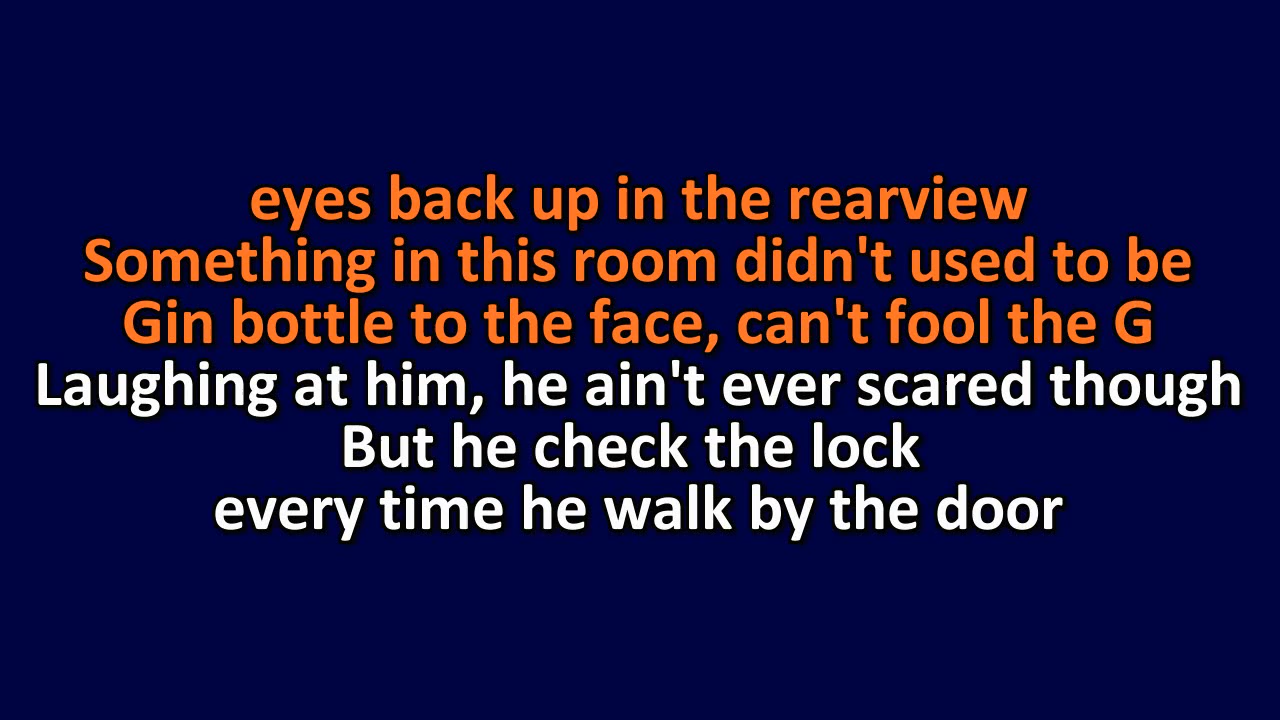 eyes back up in the rearview
Something in this room didn't used to be
Gin bottle to the face, can't fool the G
Laughing at him, he ain't ever scared though
But he check the lock
every time he walk by the door